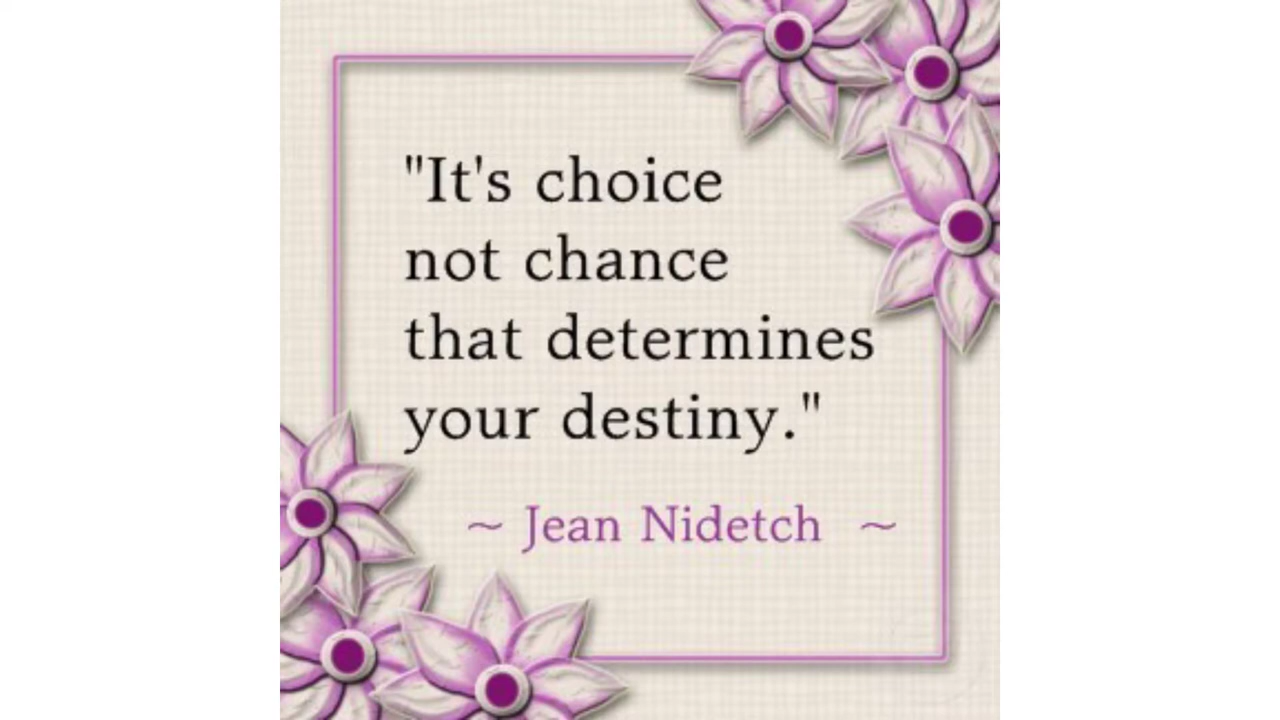 "It's choice
not chance
that determines
your destiny."
~ Jean Nidetch ~